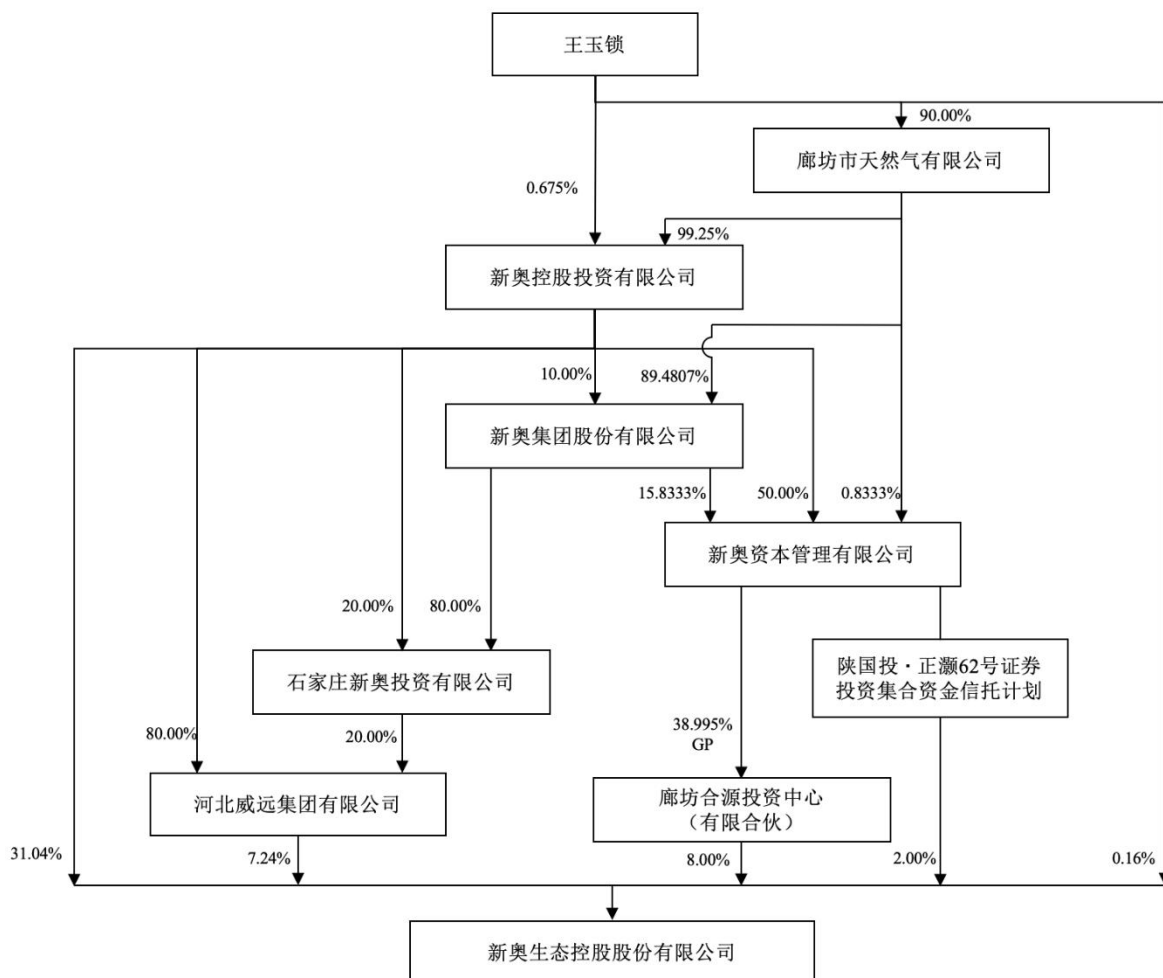 王玉锁
90.00%
廊坊市天然气有限公司
0.675%
99.25%
新奥控股投资有限公司
10.00%
89.4807%
新奥集团股份有限公司
15.8333%
50.00%
0.8333%
新奥资本管理有限公司
20.00%
80.00%
石家庄新奥投资有限公司
陕国投·正灏62号证券
投资集合资金信托计划
80.00%
20.00%
38.995%
GP
河北威远集团有限公司
廊坊合源投资中心
（有限合伙）
31.04%
7.24%
8.00%
2.00%
0.16%
新奥生态控股股份有限公司